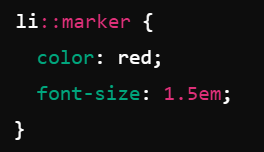 li::marker {
  color: red;
  font-size: 1.5em;
}